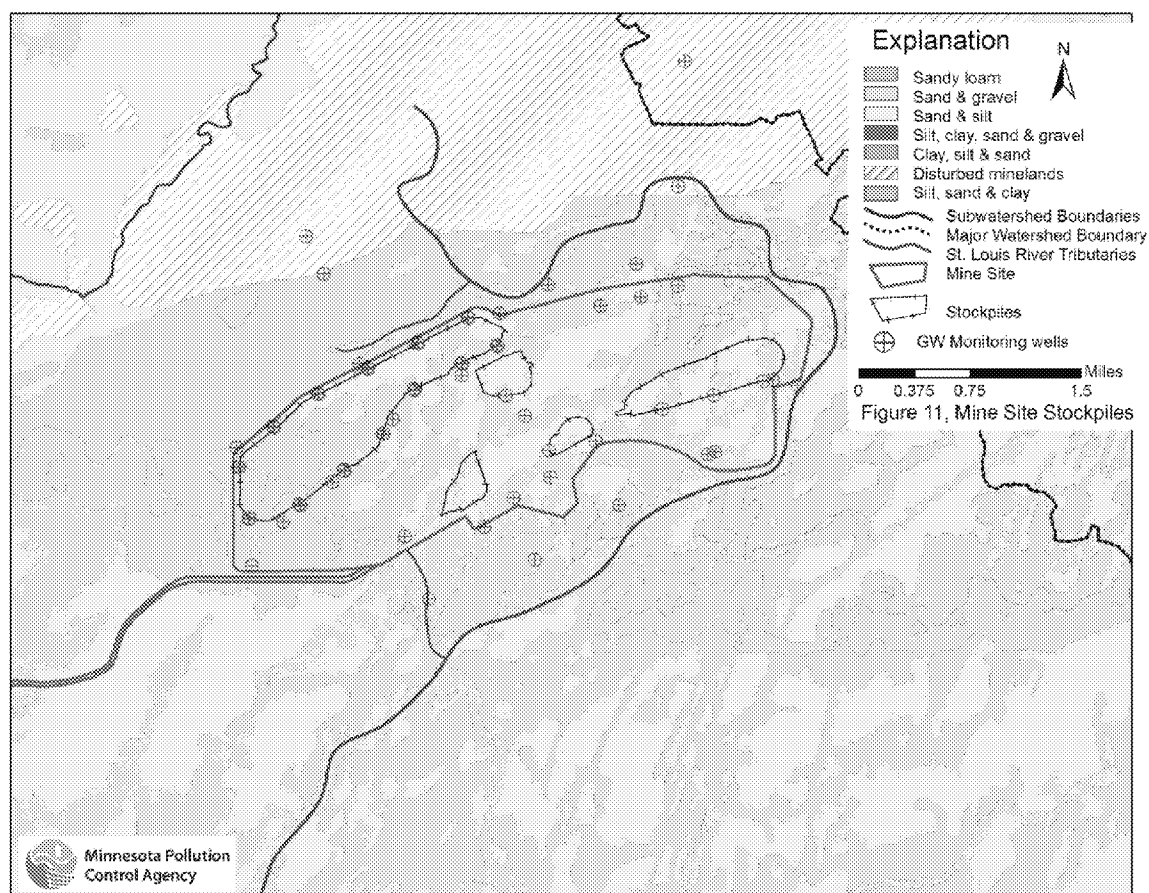 Explanation
N
Sandy loam
Sand & gravel
Sand & silt
Silt, clay, sand & gravel
Clay, silt & sand
Disturbed minelands
Silt, sand & clay
Subwatershed Boundaries
Major Watershed Boundary
St. Louis River Tributaries
Mine Site
Stockpiles
GW Monitoring wells
Miles
0 0.375 0.75 1.5
Figure 11, Mine Site Stockpiles
Minnesota Pollution
Control Agency